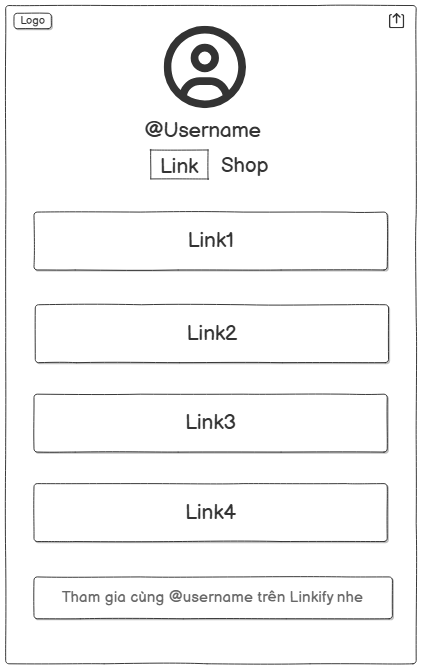 Logo
@Username
Link Shop
Link1
Link2
Link3
Link4
Tham gia cùng @username trên Linkify nhe